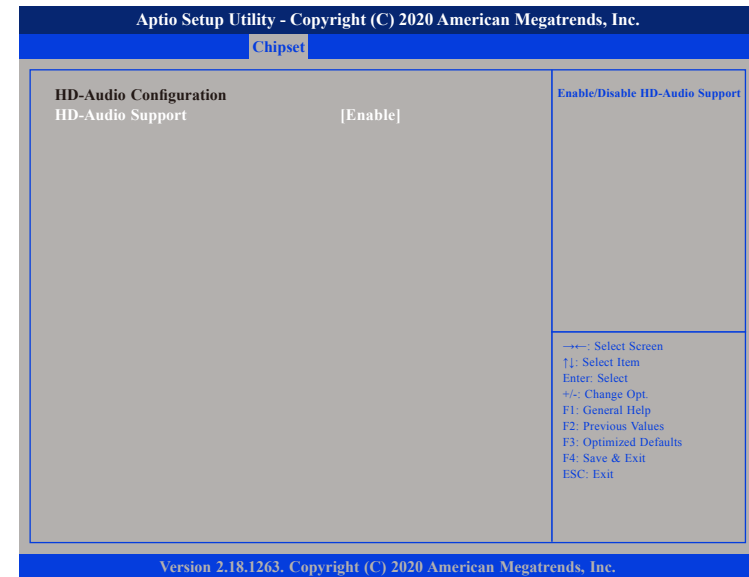 Aptio Setup Utility - Copyright (C) 2020 American Megatrends, Inc.
Chipset
HD-Audio Configuration
HD-Audio Support [Enable]
Enable/Disable HD-Audio Support
→←: Select Screen
↑↓: Select Item
Enter: Select
+/-: Change Opt.
F1: General Help
F2: Previous Values
F3: Optimized Defaults
F4: Save & Exit
ESC: Exit
Version 2.18.1263. Copyright (C) 2020 American Megatrends, Inc.